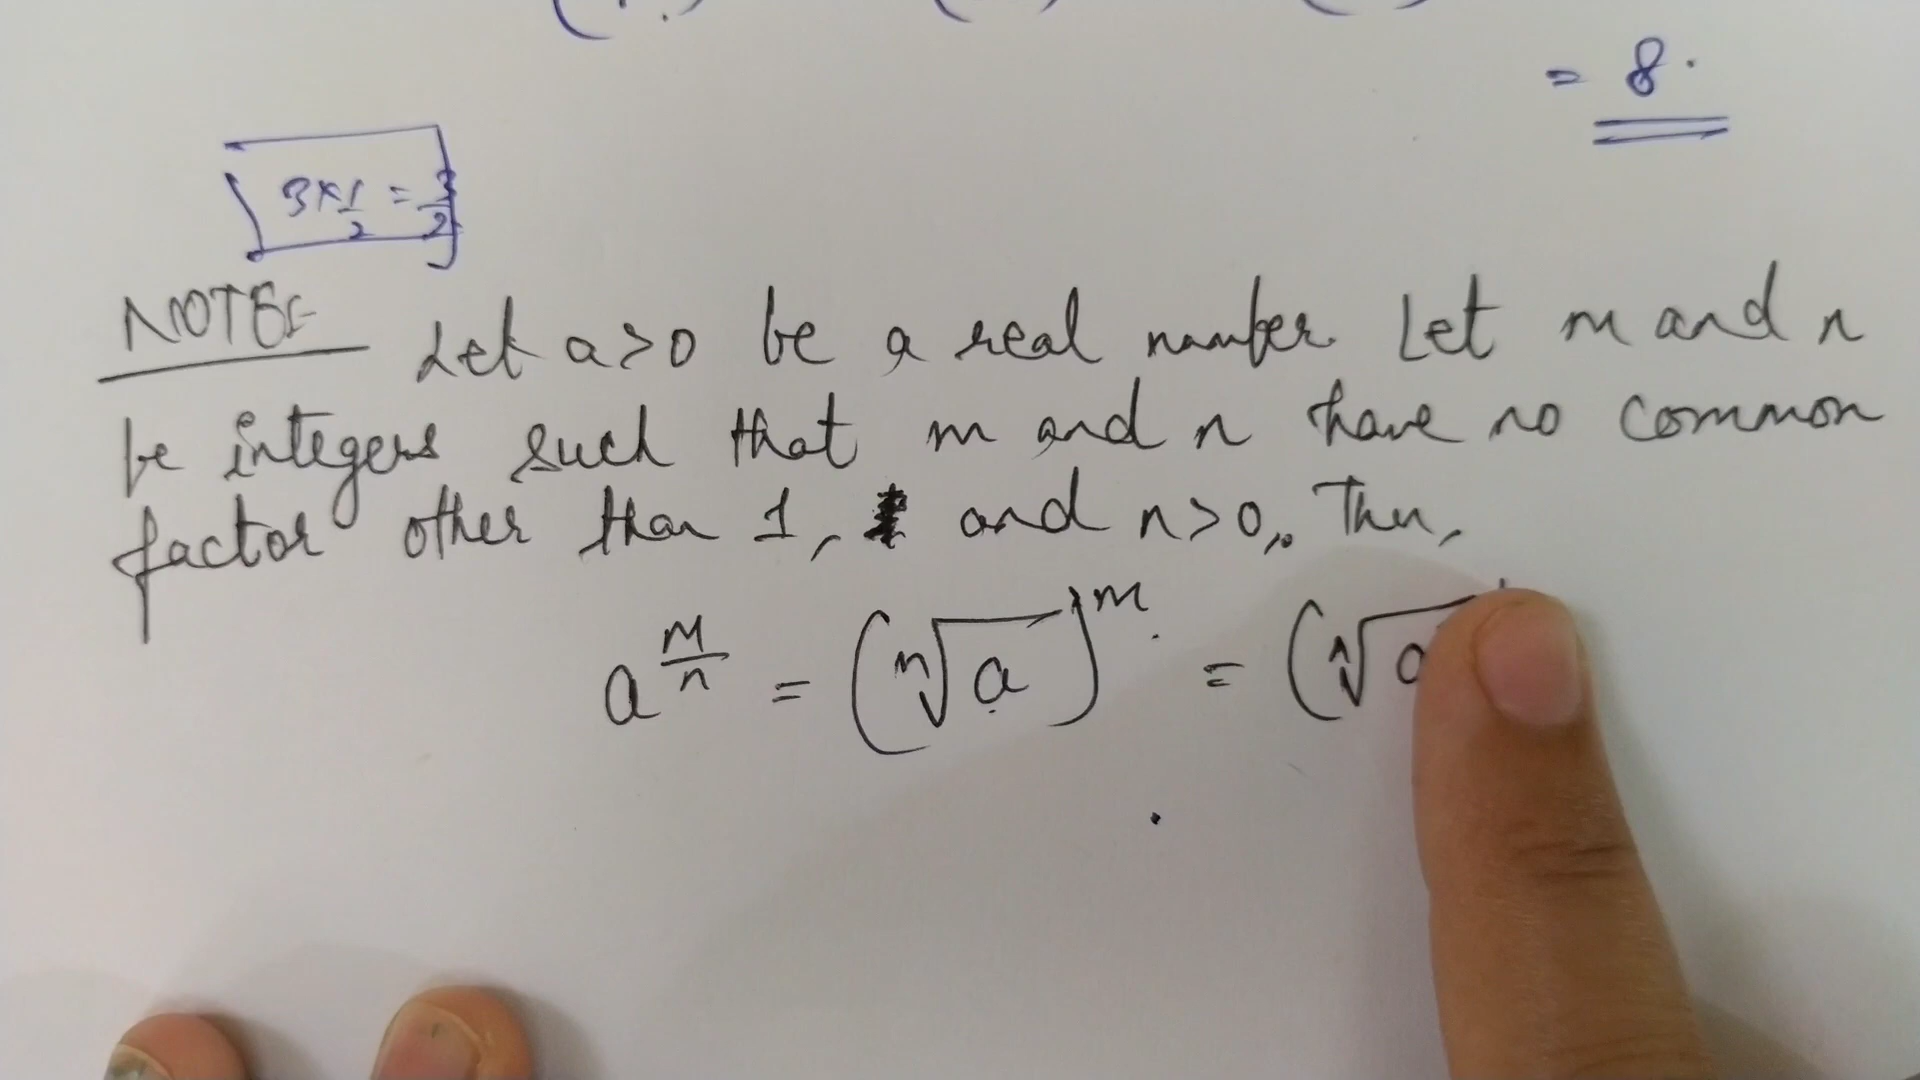 = 8.
3×1/2 = 3/2
NOTE:- Let a>0 be a real number. Let m and n
be integers such that m and n have no common
factor other than 1, and n>0,. Then,
a^(m/n) = (ⁿ√a)^m. = (ⁿ√a